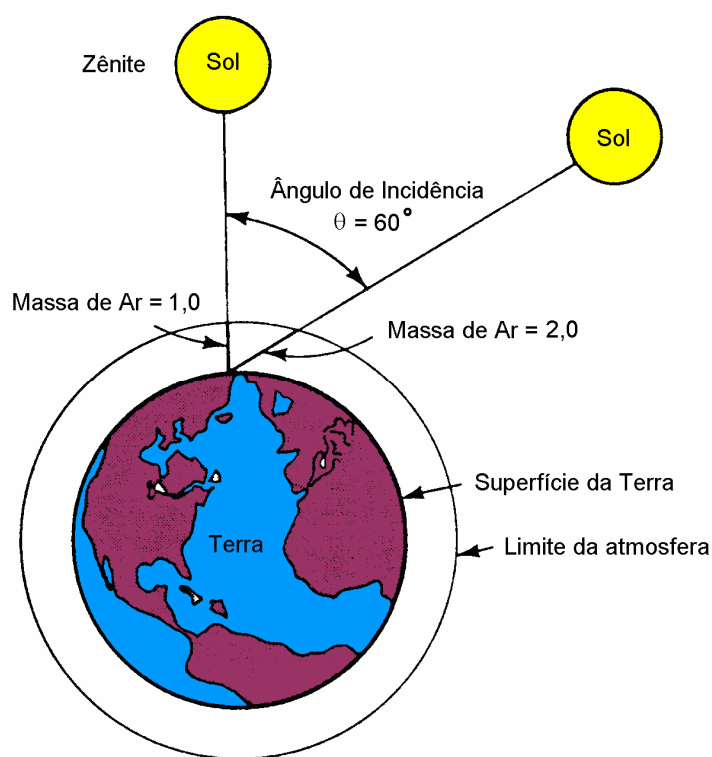 Zênite
Sol
Sol
Ângulo de Incidência
θ = 60°
Massa de Ar = 1,0
Massa de Ar = 2,0
Superfície da Terra
Terra
Limite da atmosfera